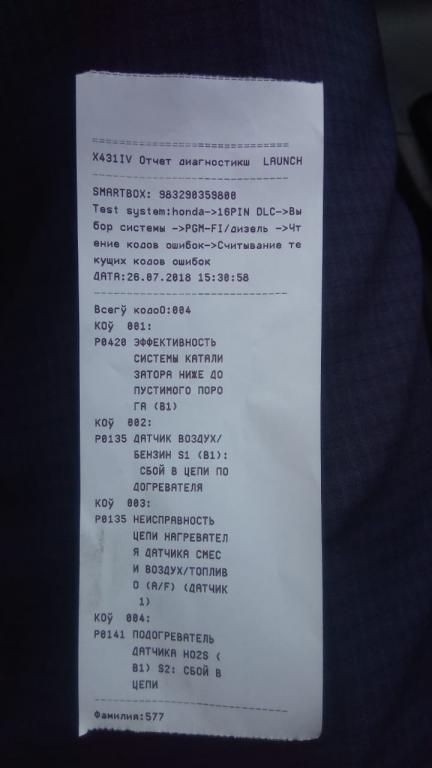 ====================================
X431IV Отчет диагностикш LAUNCH
------------------------------------
SMARTBOX: 983290359800
Test system:honda->16PIN DLC->Вы
бор системы ->PGM-FI/дизель ->Чт
ение кодов ошибок->Считывание те
кущих кодов ошибок
ДАТА:26.07.2018 15:30:58
------------------------------------
Всегў кодоО:004
КОў 001:
P0420 ЭФФЕКТИВНОСТЬ
СИСТЕМЫ КАТАЛИ
ЗАТОРА НИЖЕ ДО
ПУСТИМОГО ПОРО
ГА (B1)
КОў 002:
P0135 ДАТЧИК ВОЗДУХ/
БЕНЗИН S1 (B1):
СБОЙ В ЦЕПИ ПО
ДОГРЕВАТЕЛЯ
КОў 003:
P0135 НЕИСПРАВНОСТЬ
ЦЕПИ НАГРЕВАТЕЛ
Я ДАТЧИКА СМЕС
И ВОЗДУХ/ТОПЛИВ
О (A/F) (ДАТЧИК
1)
КОў 004:
P0141 ПОДОГРЕВАТЕЛЬ
ДАТЧИКА HO2S (
B1) S2: СБОЙ В
ЦЕПИ
------------------------------------
Фамилия:577